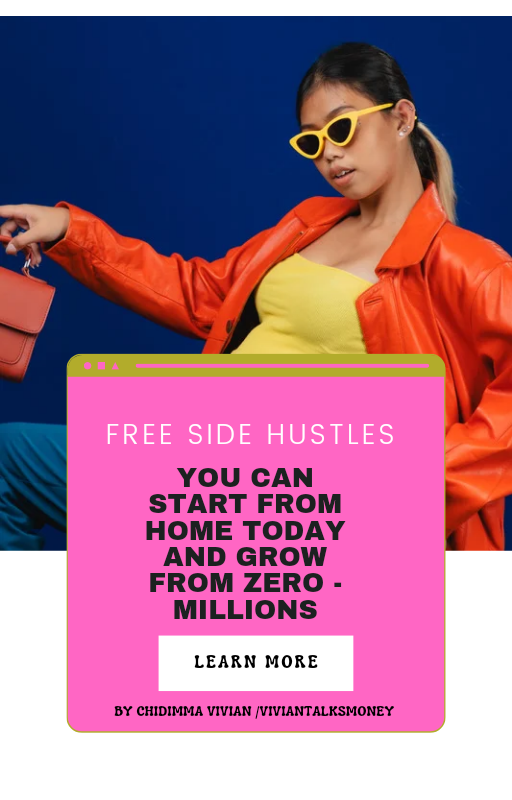 FREE SIDE HUSTLES
YOU CAN
START FROM
HOME TODAY
AND GROW
FROM ZERO -
MILLIONS
LEARN MORE
BY CHIDIMMA VIVIAN /VIVIANTALKSMONEY